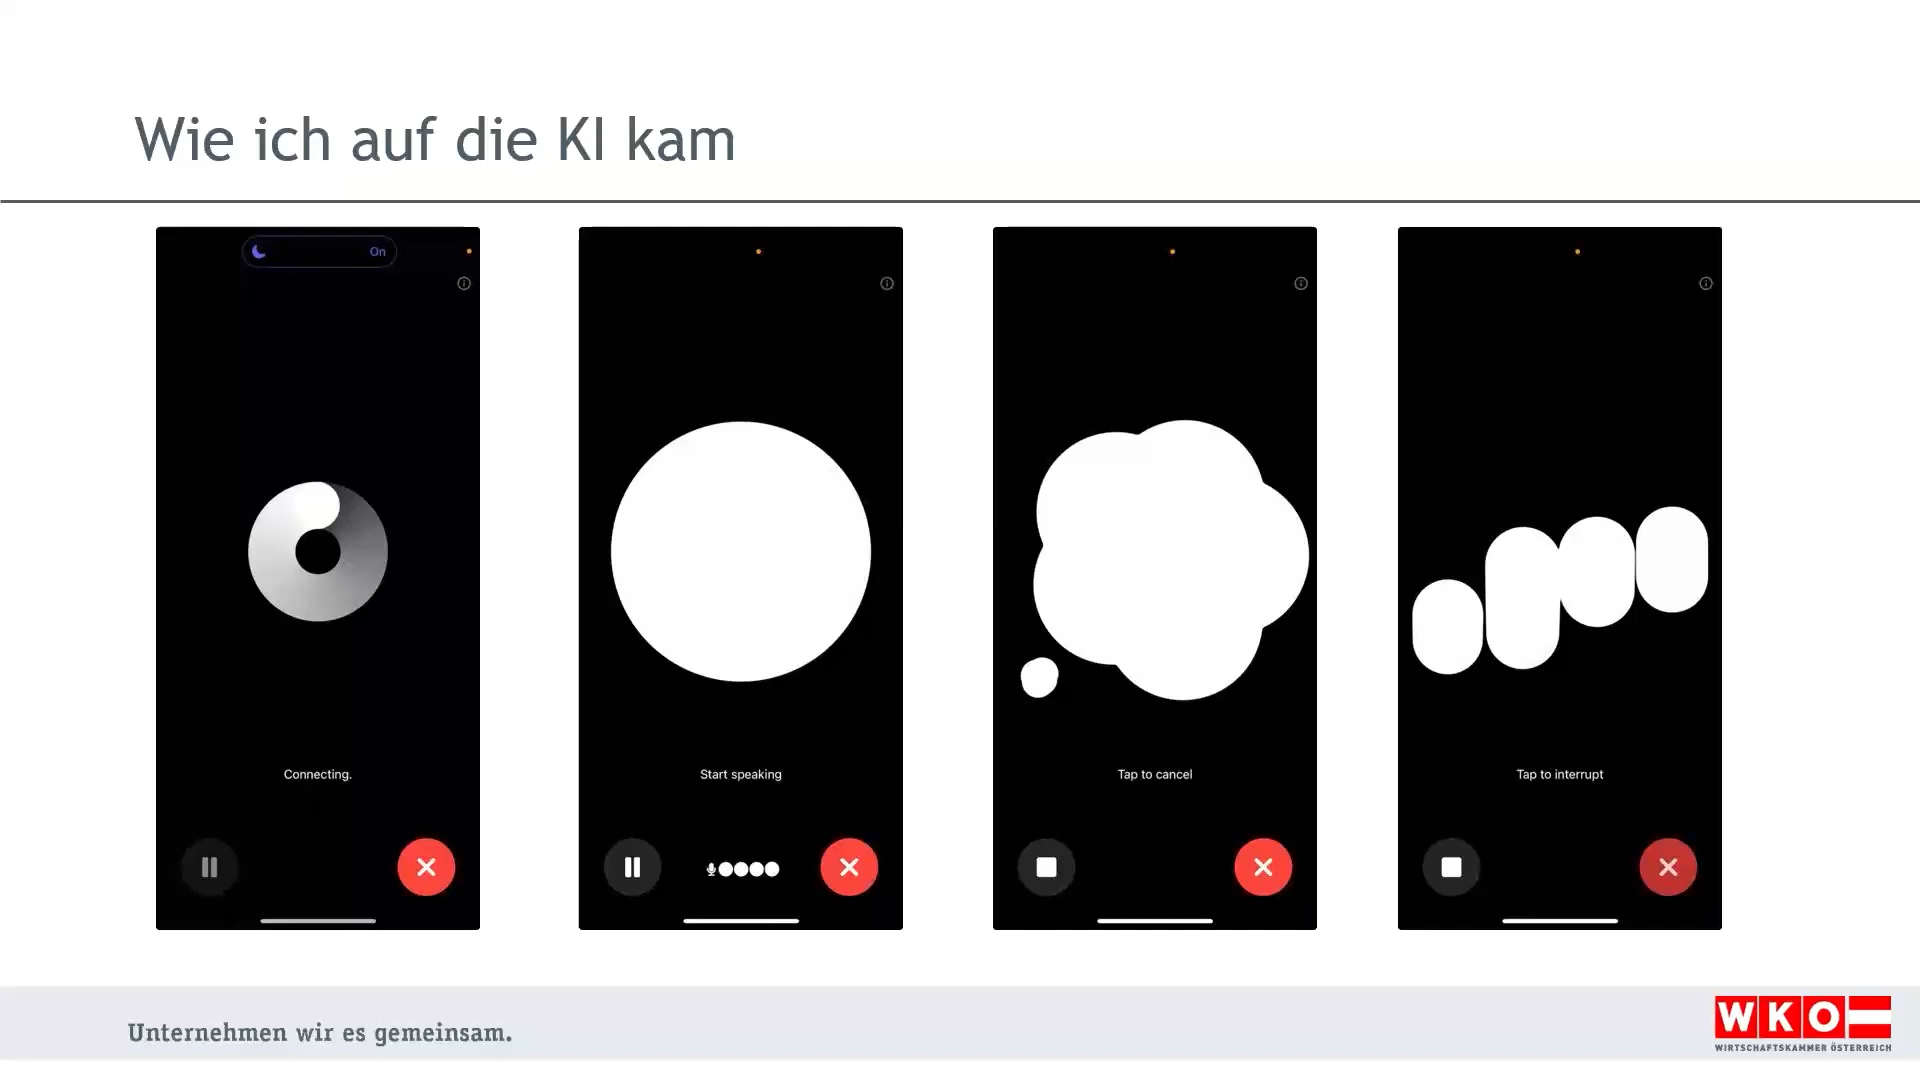 Wie ich auf die KI kam
On
Connecting.
Start speaking
Tap to cancel
Tap to interrupt
Unternehmen wir es gemeinsam.
WKO
WIRTSCHAFTSKAMMER ÖSTERREICH